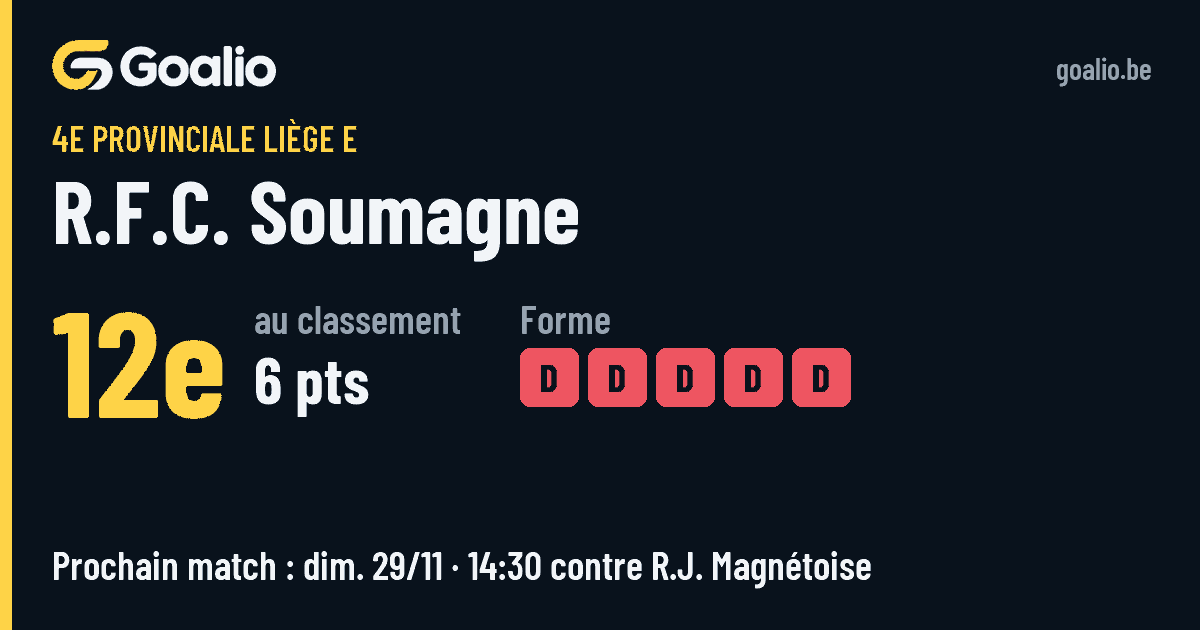 Goalio
goalio.be
4E PROVINCIALE LIÈGE E
R.F.C. Soumagne
12e
au classement
6 pts
Forme
D D D D D
Prochain match : dim. 29/11 · 14:30 contre R.J. Magnétoise